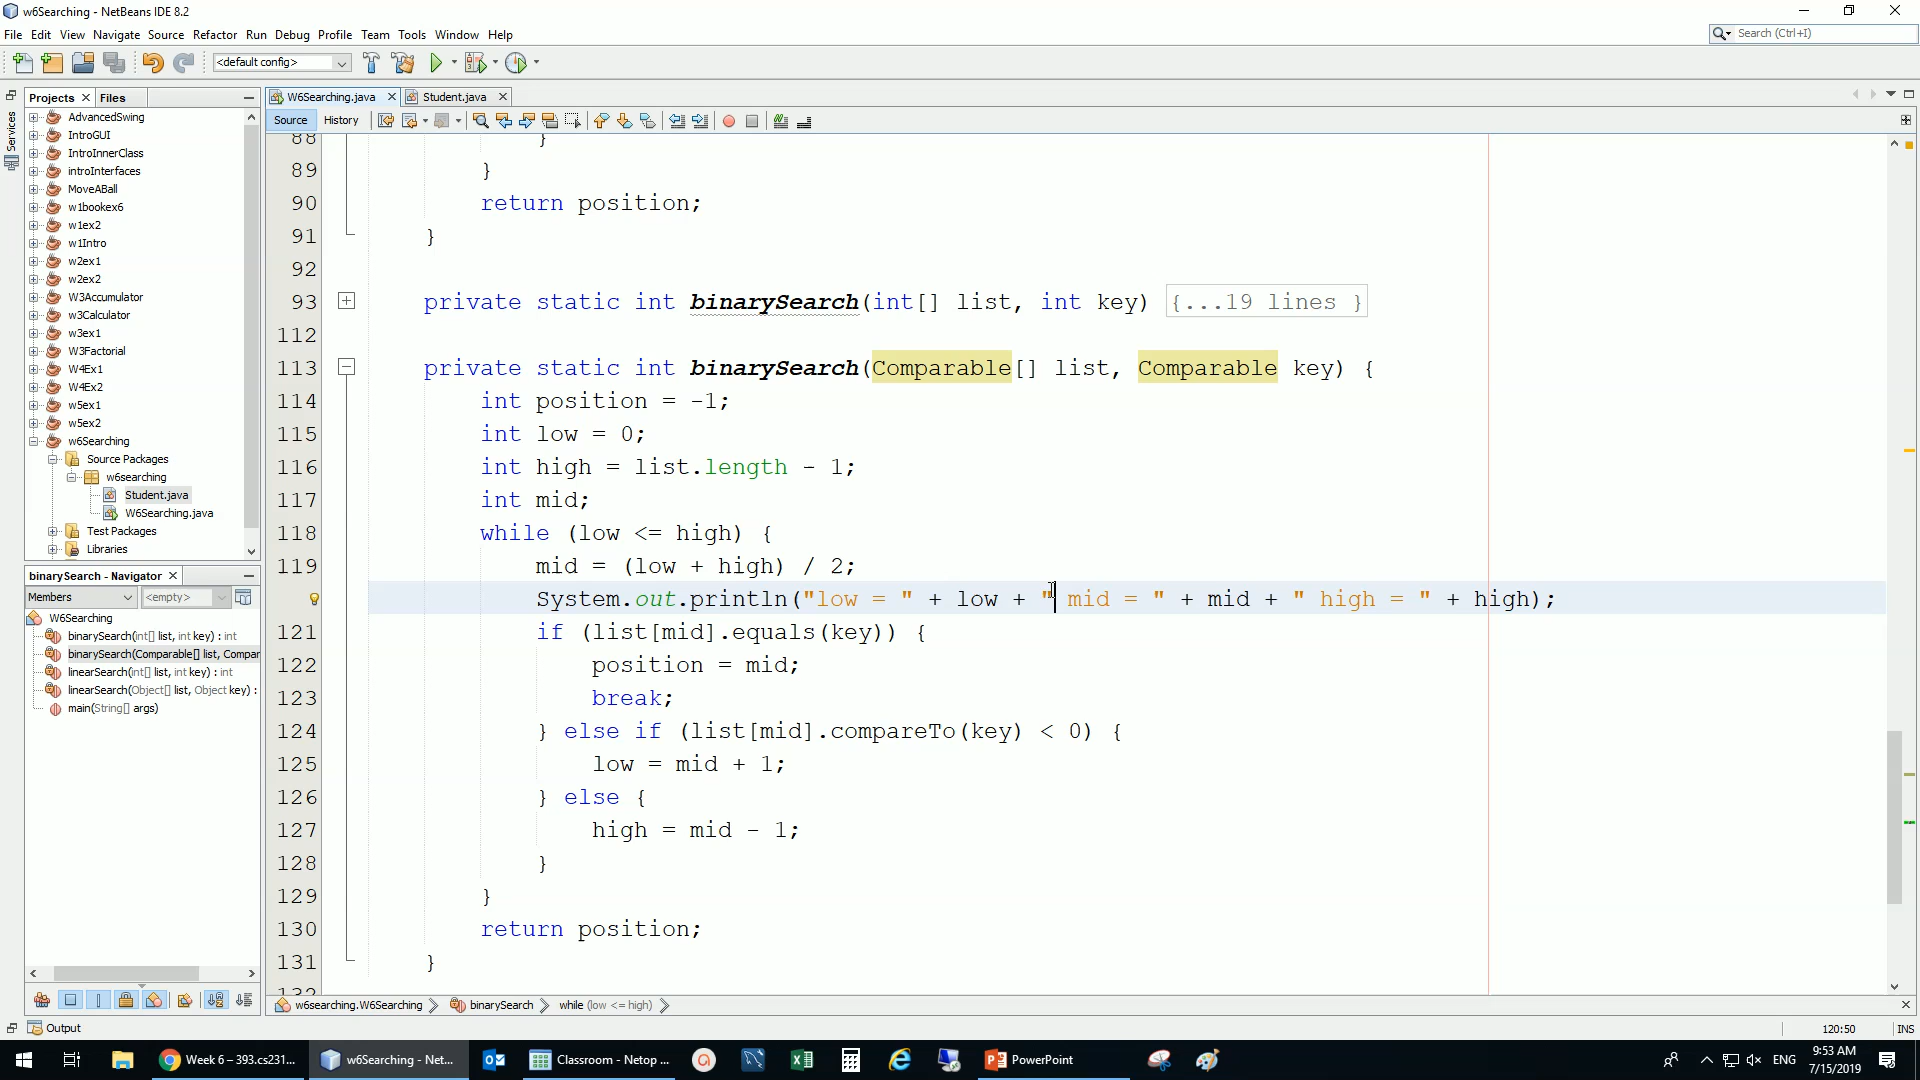 w6Searching - NetBeans IDE 8.2
File Edit View Navigate Source Refactor Run Debug Profile Team Tools Window Help
Search (Ctrl+I)
<default config>
Projects Files
W6Searching.java Student.java
Source History
Services
AdvancedSwing
IntroGUI
IntroInnerClass
introInterfaces
MoveABall
w1bookex6
w1ex2
w1Intro
w2ex1
w2ex2
W3Accumulator
w3Calculator
w3ex1
W3Factorial
W4Ex1
W4Ex2
w5ex1
w5ex2
w6Searching
Source Packages
w6searching
Student.java
W6Searching.java
Test Packages
Libraries
binarySearch - Navigator
Members <empty>
W6Searching
binarySearch(int[] list, int key) : int
binarySearch(Comparable[] list, Compar
linearSearch(int[] list, int key) : int
linearSearch(Object[] list, Object key) :
main(String[] args)
88 }
89 }
90 return position;
91 }
92
93 private static int binarySearch(int[] list, int key) {...19 lines }
112
113 private static int binarySearch(Comparable[] list, Comparable key) {
114 int position = -1;
115 int low = 0;
116 int high = list.length - 1;
117 int mid;
118 while (low <= high) {
119 mid = (low + high) / 2;
System.out.println("low = " + low + " mid = " + mid + " high = " + high);
121 if (list[mid].equals(key)) {
122 position = mid;
123 break;
124 } else if (list[mid].compareTo(key) < 0) {
125 low = mid + 1;
126 } else {
127 high = mid - 1;
128 }
129 }
130 return position;
131 }
132
w6searching.W6Searching binarySearch while (low <= high)
Output
120:50 INS
Week 6 – 393.cs231... w6Searching - Net... Classroom - Netop ... PowerPoint
ENG
9:53 AM
7/15/2019